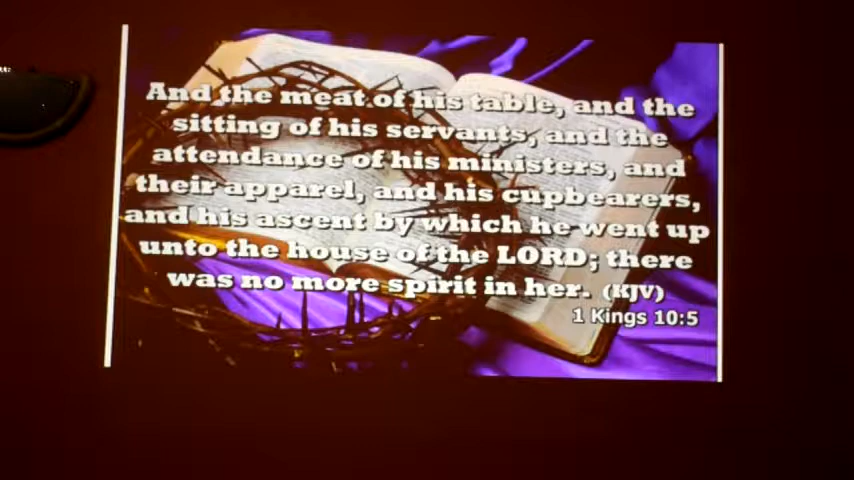 And the meat of his table, and the
sitting of his servants, and the
attendance of his ministers, and
their apparel, and his cupbearers,
and his ascent by which he went up
unto the house of the LORD; there
was no more spirit in her. (KJV)
1 Kings 10:5